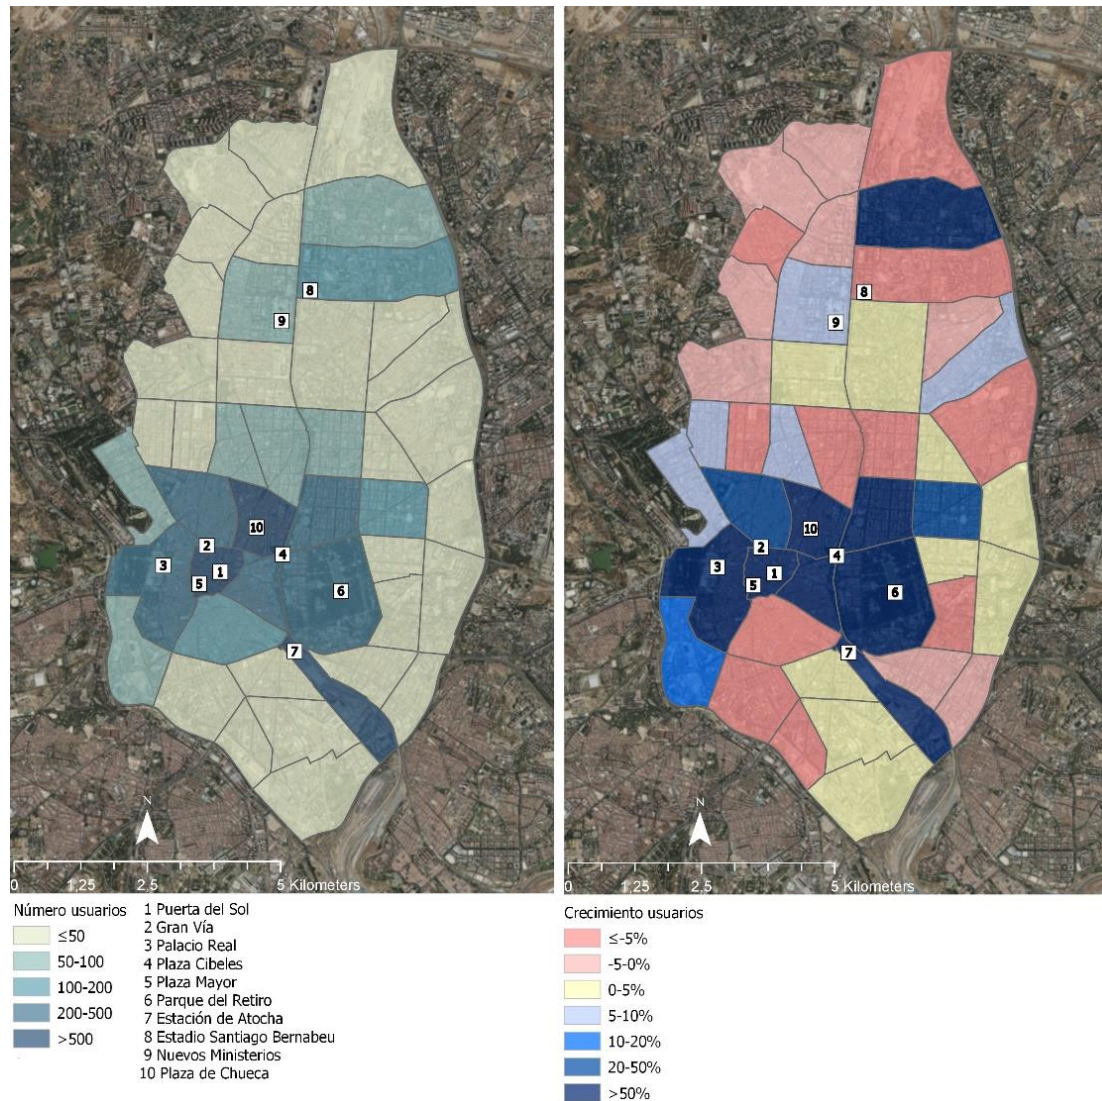 8
9
10
2
3
4
1
5
6
7
N
0 1,25 2,5 5 Kilometers
8
9
10
2
3
4
1
5
6
7
N
0 1,25 2,5 5 Kilometers
Número usuarios
≤50
50-100
100-200
200-500
>500
1 Puerta del Sol
2 Gran Vía
3 Palacio Real
4 Plaza Cibeles
5 Plaza Mayor
6 Parque del Retiro
7 Estación de Atocha
8 Estadio Santiago Bernabeu
9 Nuevos Ministerios
10 Plaza de Chueca
Crecimiento usuarios
≤-5%
-5-0%
0-5%
5-10%
10-20%
20-50%
>50%